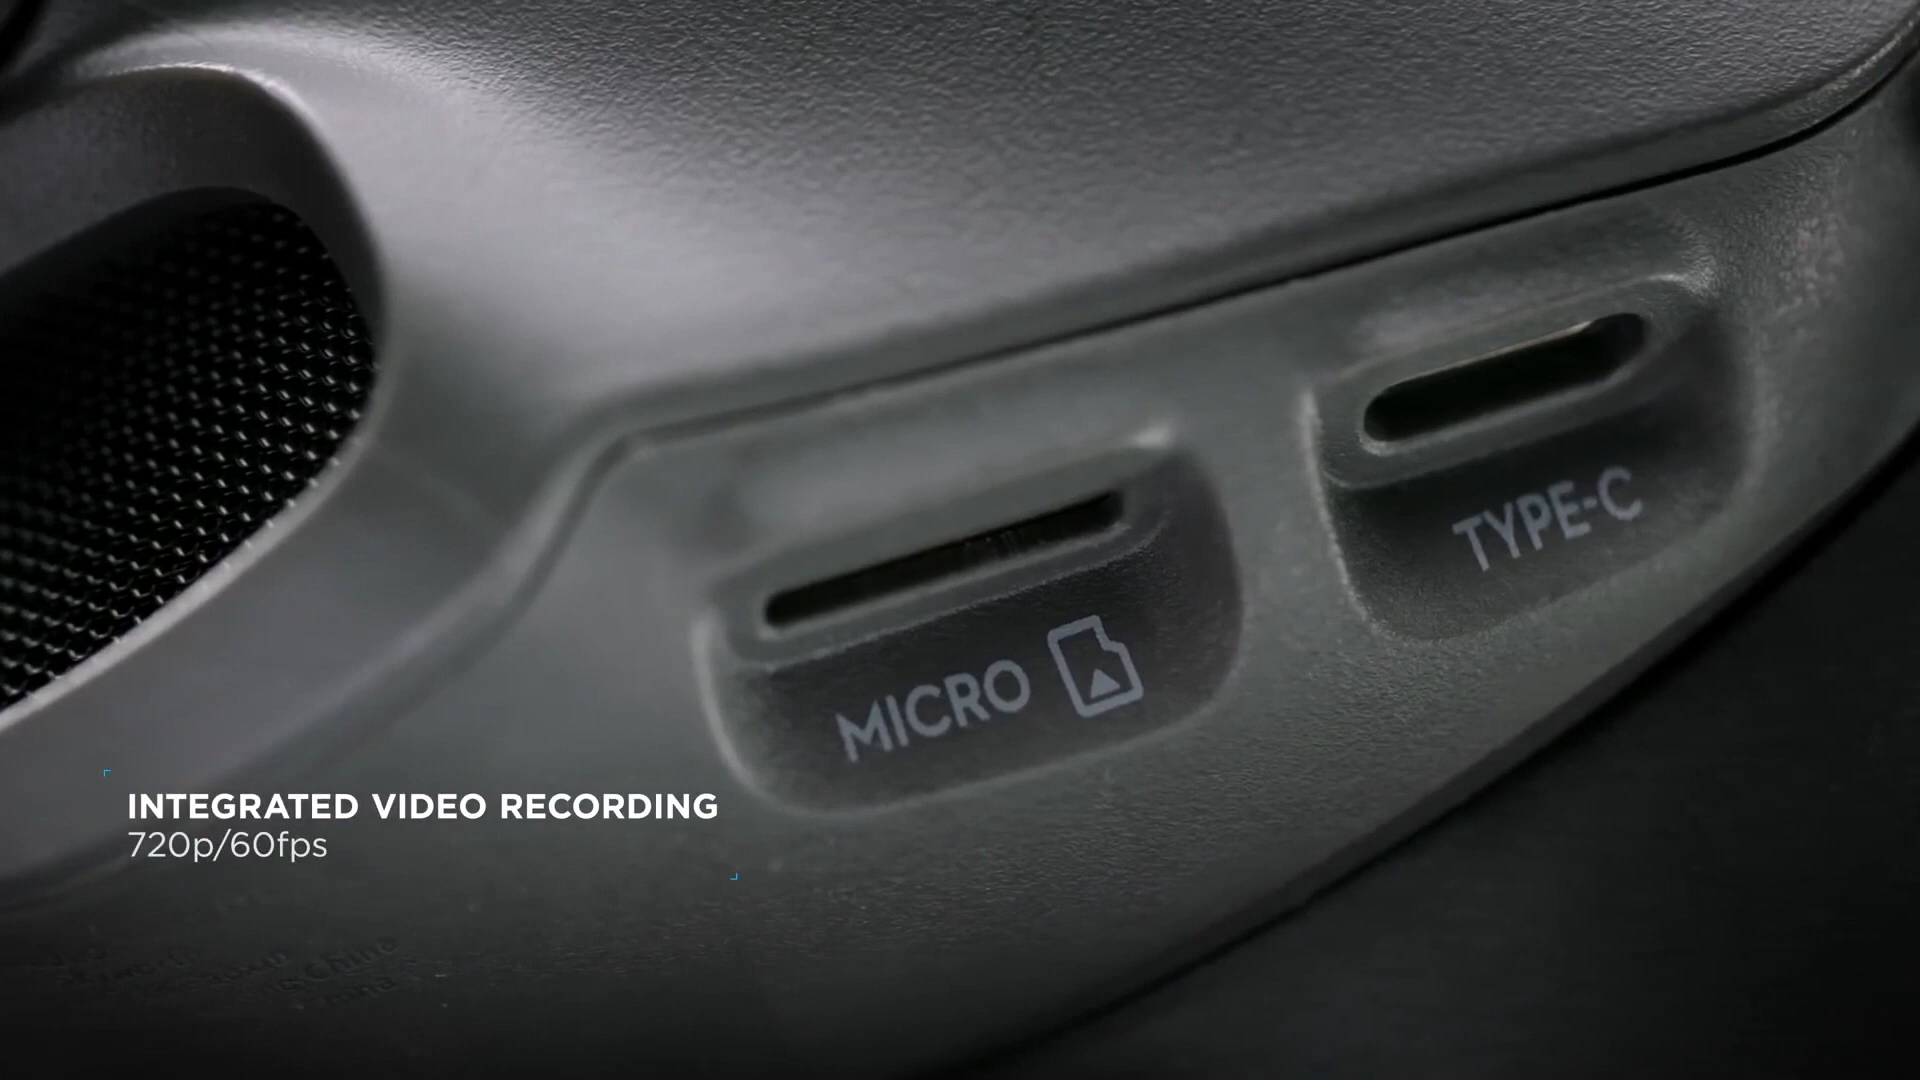 TYPE-C
MICRO
INTEGRATED VIDEO RECORDING
720p/60fps